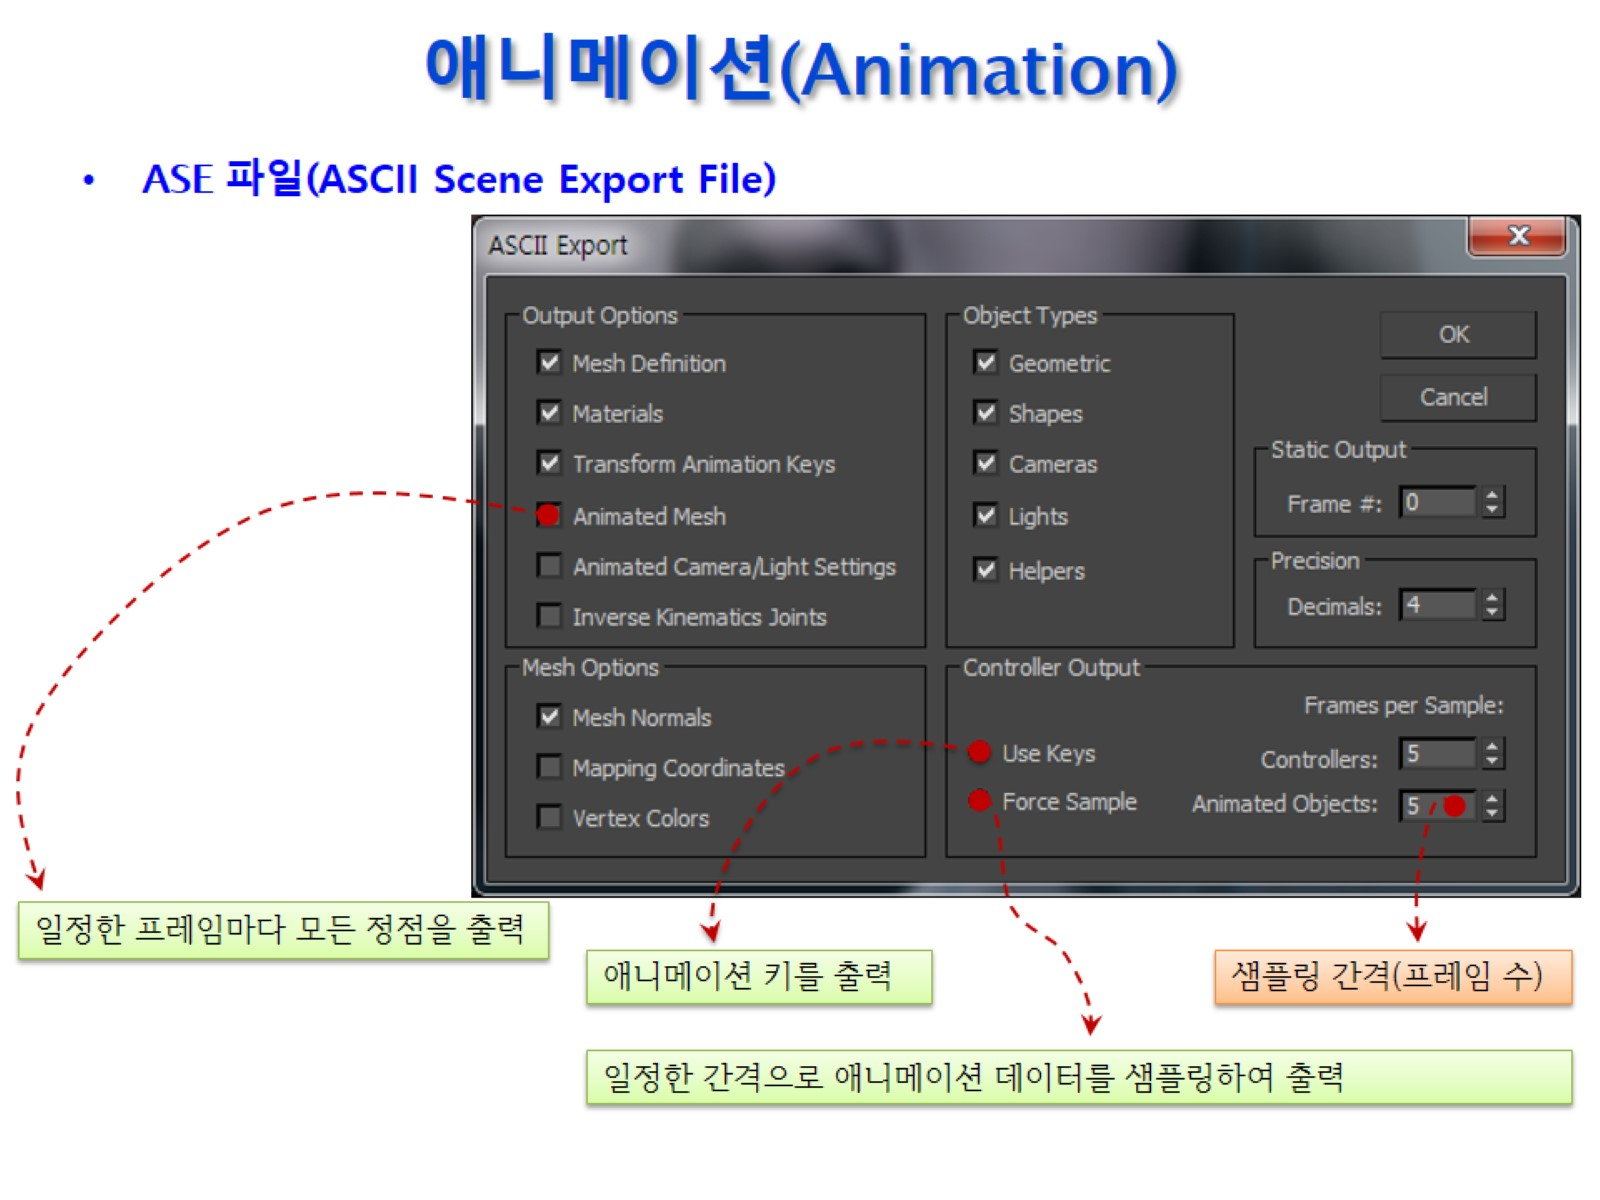 애니메이션(Animation)
• ASE 파일(ASCII Scene Export File)
ASCII Export
Output Options
Mesh Definition
Materials
Transform Animation Keys
Animated Mesh
Animated Camera/Light Settings
Inverse Kinematics Joints
Mesh Options
Mesh Normals
Mapping Coordinates
Vertex Colors
Object Types
Geometric
Shapes
Cameras
Lights
Helpers
OK
Cancel
Static Output
Frame #: 0
Precision
Decimals: 4
Controller Output
Frames per Sample:
Use Keys
Controllers: 5
Force Sample
Animated Objects: 5
일정한 프레임마다 모든 정점을 출력
애니메이션 키를 출력
샘플링 간격(프레임 수)
일정한 간격으로 애니메이션 데이터를 샘플링하여 출력